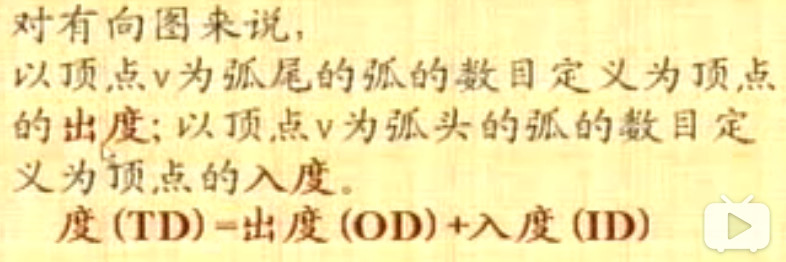 对有向图来说，
以顶点v为弧尾的弧的数目定义为顶点
的出度；以顶点v为弧头的弧的数目定
义为顶点的入度。
度(TD)=出度(OD)+入度(ID)